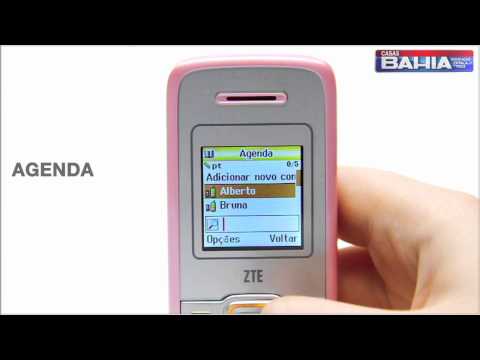 CASAS
BAHIA
AGENDA
Agenda
pt 0/5
Adicionar novo con
Alberto
Bruna
Opções Voltar
ZTE